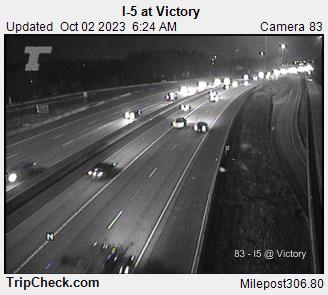 I-5 at Victory
Updated Oct 02 2023 6:24 AM Camera 83
T
N
83 - I5 @ Victory
TripCheck.com Milepost306.80